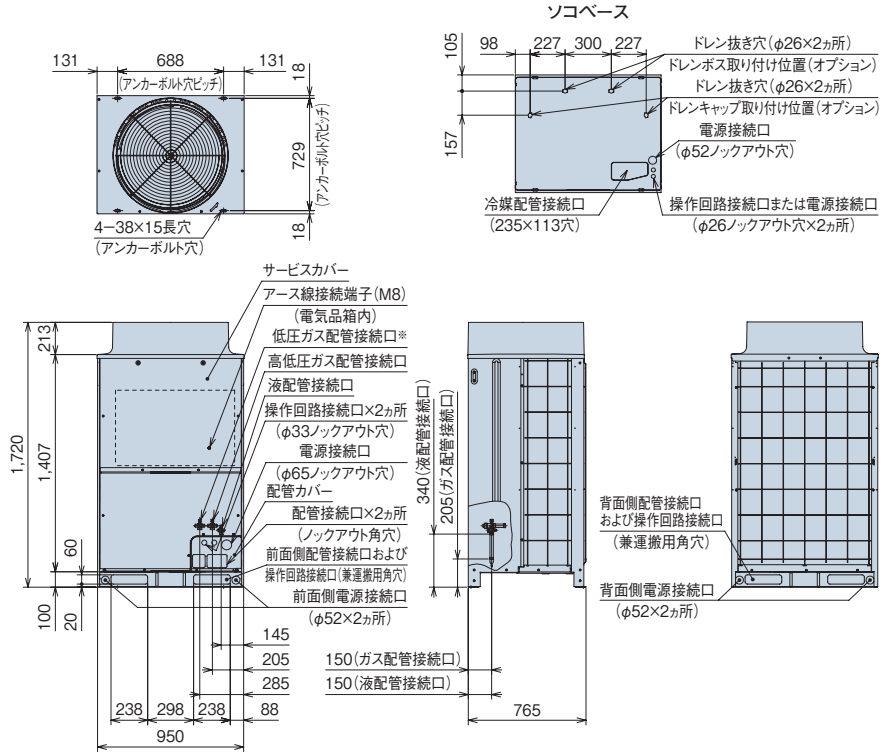 ソコベース
131
688
131
(アンカーボルト穴ピッチ)
18
729
(アンカーボルト穴ピッチ)
18
4−38×15長穴
(アンカーボルト穴)
105
98
227
300
227
157
ドレン抜き穴(φ26×2ヵ所)
ドレンボス取り付け位置(オプション)
ドレン抜き穴(φ26×2ヵ所)
ドレンキャップ取り付け位置(オプション)
電源接続口
(φ52ノックアウト穴)
冷媒配管接続口
(235×113穴)
操作回路接続口または電源接続口
(φ26ノックアウト穴×2ヵ所)
サービスカバー
アース線接続端子(M8)
(電気品箱内)
低圧ガス配管接続口※
高低圧ガス配管接続口
液配管接続口
操作回路接続口×2ヵ所
(φ33ノックアウト穴)
電源接続口
(φ65ノックアウト穴)
配管カバー
配管接続口×2ヵ所
(ノックアウト角穴)
前面側配管接続口および
操作回路接続口(兼運搬用角穴)
前面側電源接続口
(φ52×2ヵ所)
213
1,720
1,407
60
100
20
145
205
285
238
298
238
88
950
340(液配管接続口)
205(ガス配管接続口)
150(ガス配管接続口)
150(液配管接続口)
765
背面側配管接続口
および操作回路接続口
(兼運搬用角穴)
背面側電源接続口
(φ52×2ヵ所)